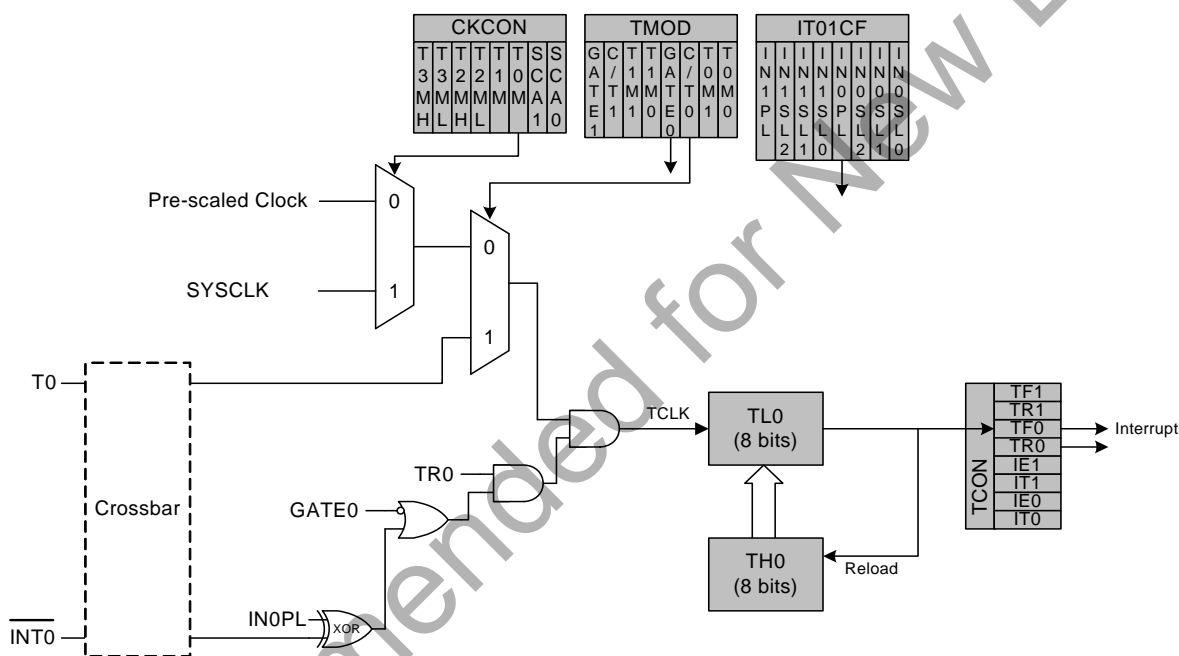 CKCON
T3MH
T3ML
T2MH
T2ML
T1M
T0M
SCA1
SCA0
TMOD
GATE1
C/T1
T1M1
T1M0
GATE0
C/T0
T0M1
T0M0
IT01CF
IN1PL
IN1SL2
IN1SL1
IN1SL0
IN0PL
IN0SL2
IN0SL1
IN0SL0
Pre-scaled Clock
0
SYSCLK
1
0
1
T0
Crossbar
INT0
TR0
GATE0
IN0PL
XOR
TCLK
TL0
(8 bits)
TH0
(8 bits)
Reload
TCON
TF1
TR1
TF0
TR0
IE1
IT1
IE0
IT0
Interrupt
for New